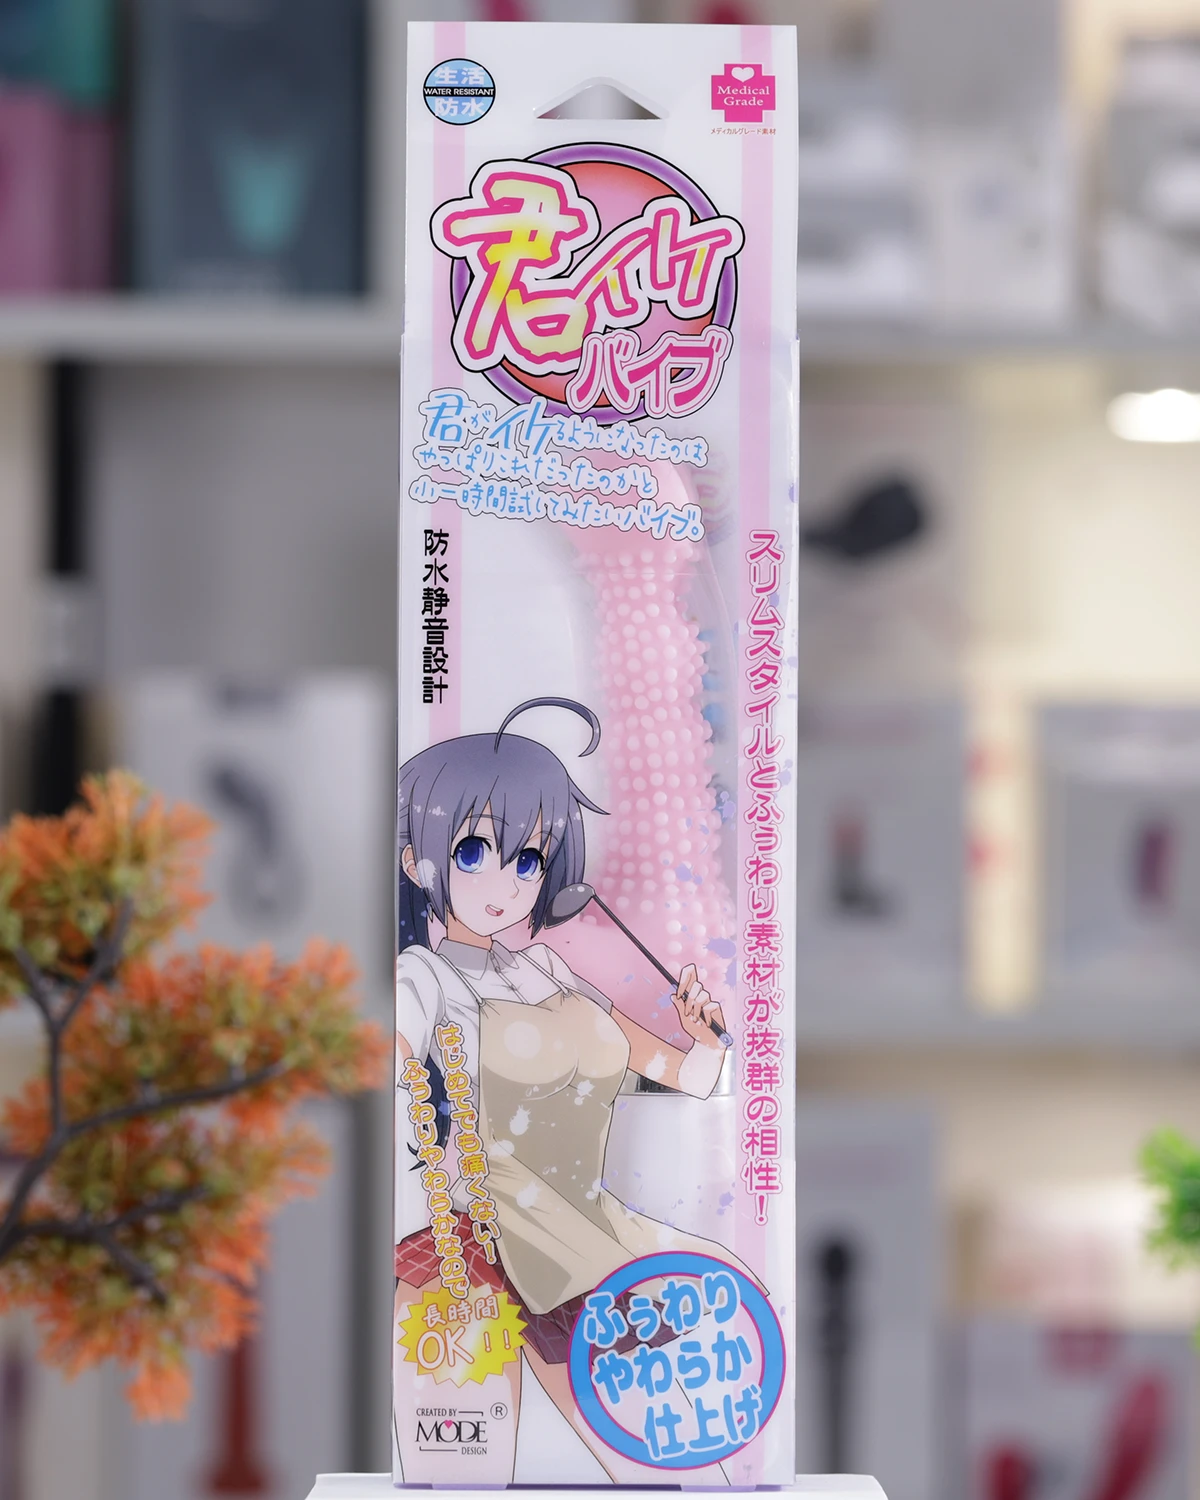 生活
WATER RESISTANT
防水
Medical
Grade
メディカルグレード素材
君イケ
バイブ
君がイケるようになったのは
やっぱりこれだったのかと
小一時間試してみたいバイブ。
防水静音設計
スリムスタイルとふぅわり素材が抜群の相性！
はじめてでも痛くない！
ふぅわりやわらかなので
長時間
OK!!
ふぅわり
やわらか
仕上げ
CREATED BY
MODE
DESIGN
®